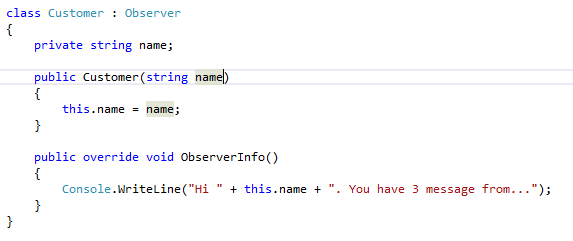 class Customer : Observer
{
    private string name;
    public Customer(string name)
    {
        this.name = name;
    }
    public override void ObserverInfo()
    {
        Console.WriteLine("Hi " + this.name + ". You have 3 message from...");
    }
}